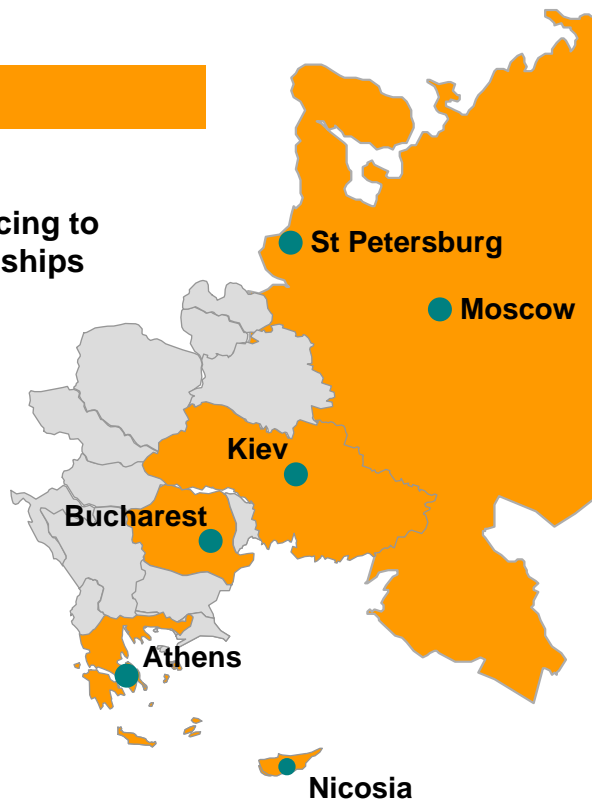 cing to
ships
St Petersburg
Moscow
Kiev
Bucharest
Athens
Nicosia